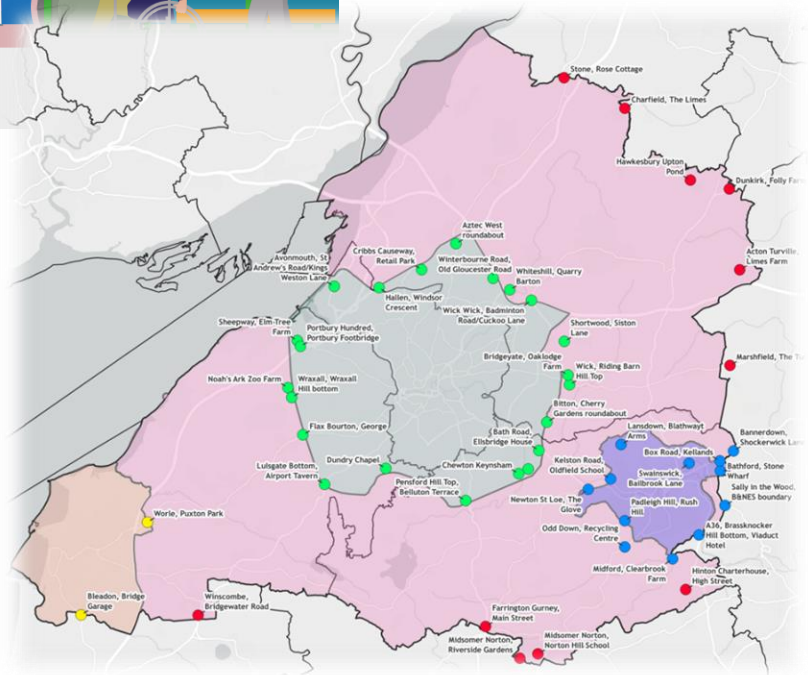 Stone, Rose Cottage
Charfield, The Limes
Hawkesbury Upton
Pond
Dunkirk, Folly Farm
Aztec West
roundabout
Cribbs Causeway,
Retail Park
Winterbourne Road,
Old Gloucester Road
Avonmouth, St
Andrew's Road/Kings
Weston Lane
Whiteshill, Quarry
Barton
Acton Turville,
Limes Farm
Hallen, Windsor
Crescent
Wick Wick, Badminton
Road/Cuckoo Lane
Sheepway, Elm-Tree
Farm
Portbury Hundred,
Portbury Footbridge
Shortwood, Siston
Lane
Bridgeyate, Oaklodge
Farm
Marshfield, The
Wick, Riding Barn
Hill Top
Noah's Ark Zoo Farm
Wraxall, Wraxall
Hill bottom
Bitton, Cherry
Gardens roundabout
Flax Bourton, George
Lansdown, Blathwayt
Arms
Bannerdown,
Shockerwick Lane
Bath Road,
Ellsbridge House
Box Road, Kellands
Dundry Chapel
Chewton Keynsham
Kelston Road,
Oldfield School
Bathford, Stone
Wharf
Lulsgate Bottom,
Airport Tavern
Swainswick,
Bailbrook Lane
Pensford Hill Top,
Belluton Terrace
Sally in the Wood,
B&NES boundary
Newton St Loe, The
Glove
Padleigh Hill, Rush
Hill
Worle, Puxton Park
Odd Down, Recycling
Centre
A36, Brassknocker
Hill Bottom, Viaduct
Hotel
Midford, Clearbrook
Farm
Hinton Charterhouse,
High Street
Bleadon, Bridge
Garage
Winscombe,
Bridgewater Road
Farrington Gurney,
Main Street
Midsomer Norton,
Riverside Gardens
Midsomer Norton,
Norton Hill School